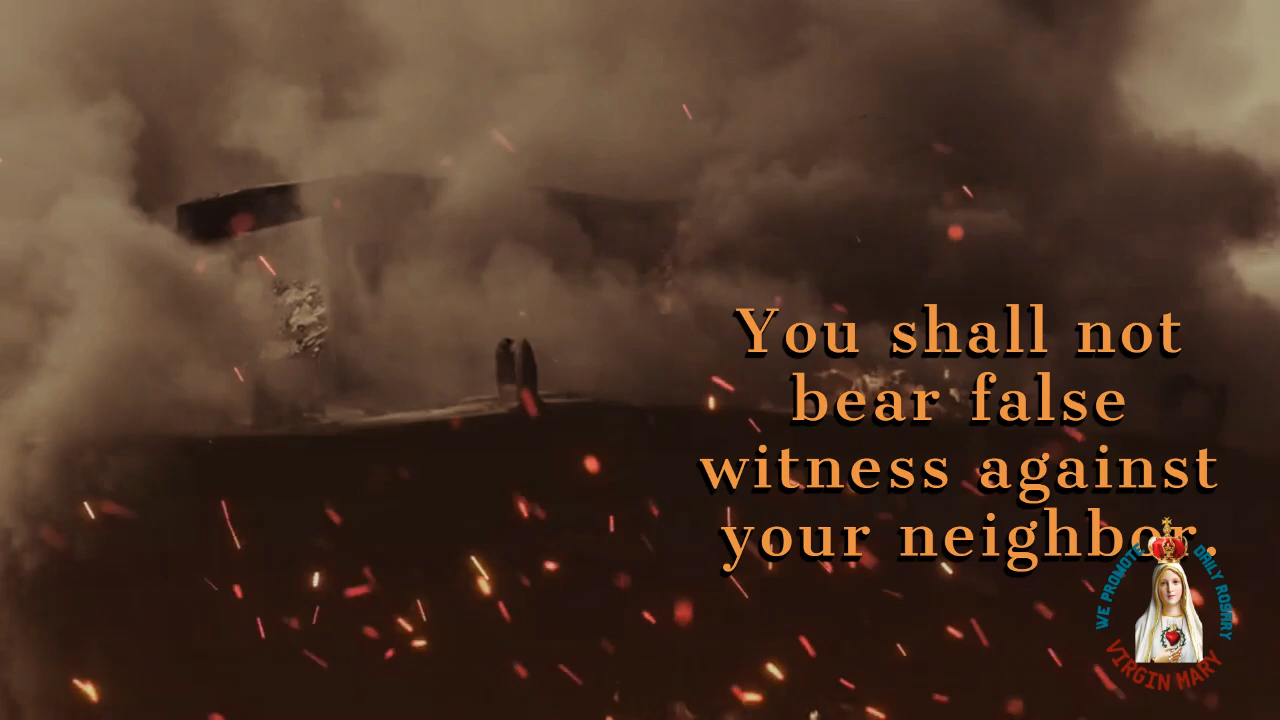 You shall not
bear false
witness against
your neighbor.
WE PROMOTE DAILY ROSARY
VIRGIN MARY